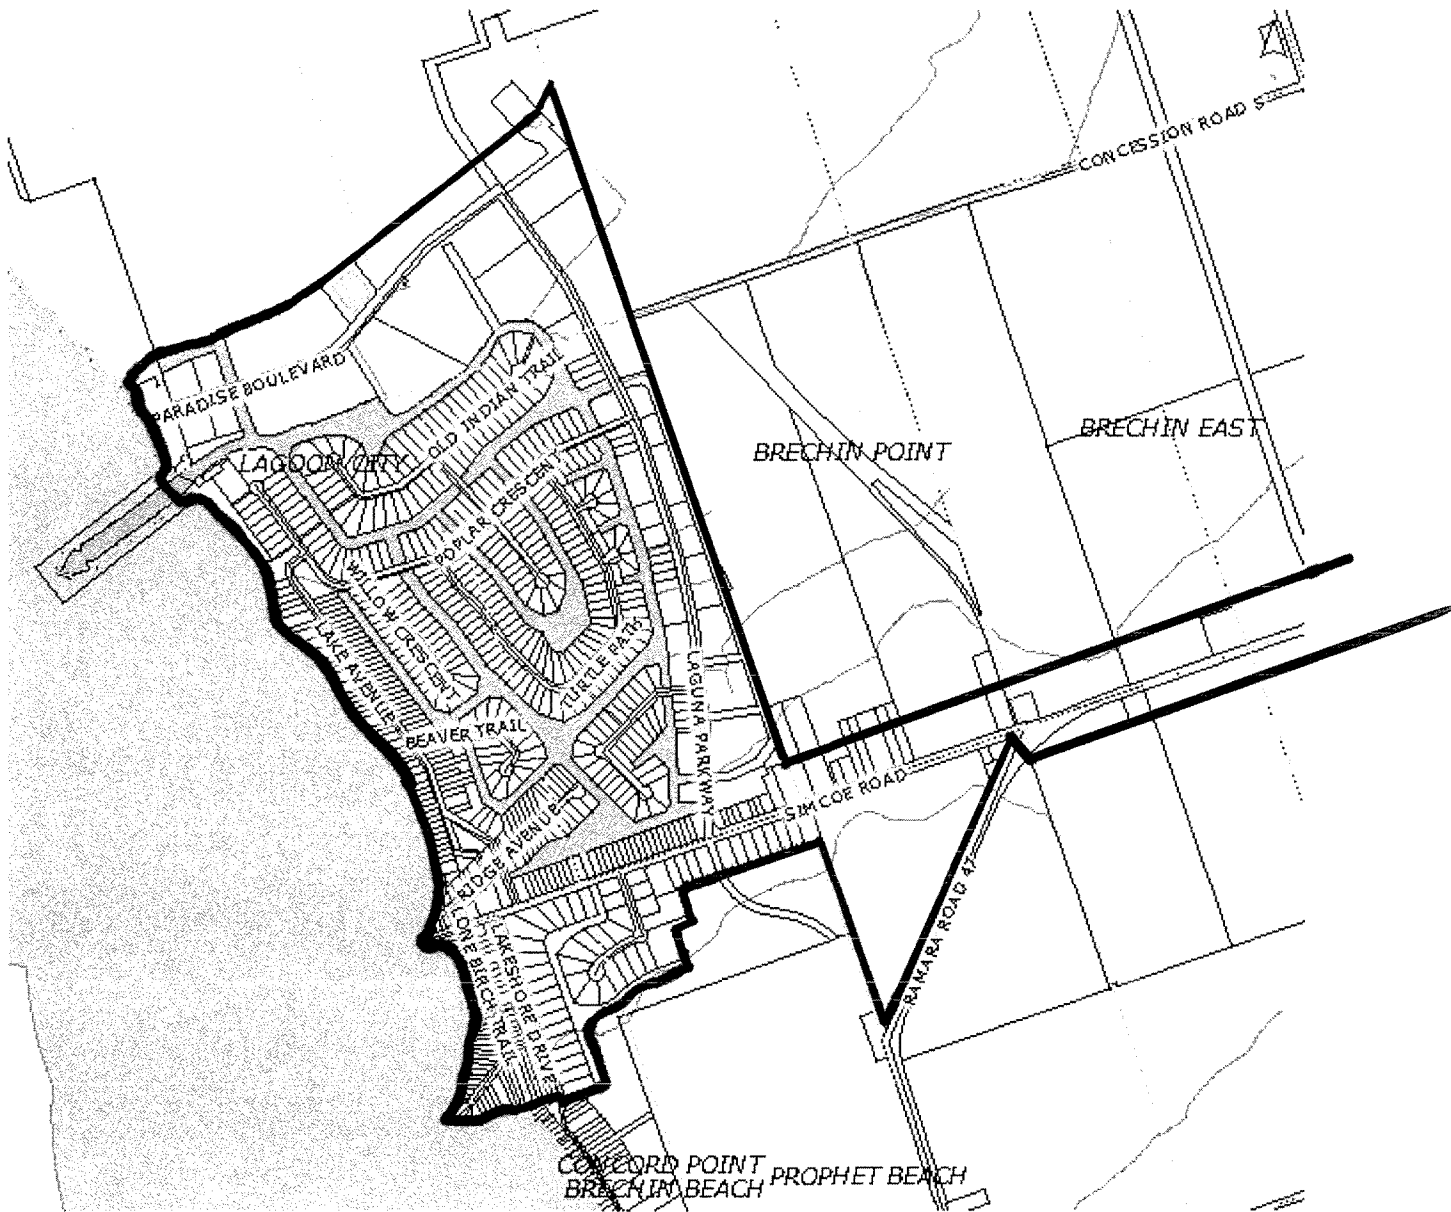 CONCESSION ROAD 5
PARADISE BOULEVARD
OLD INDIAN TRAIL
LAGOON CITY
BRECHIN POINT
BRECHIN EAST
POPLAR CRESCENT
WILLOW CRESCENT
LAKE AVENUE
TURTLE PATH
LAGUNA PARKWAY
BEAVER TRAIL
SIMCOE ROAD
RIDGE AVENUE
LONE BIRCH TRAIL
LAKESHORE DRIVE
RAMARA ROAD 47
CONCORD POINT
BRECHIN BEACH
PROPHET BEACH